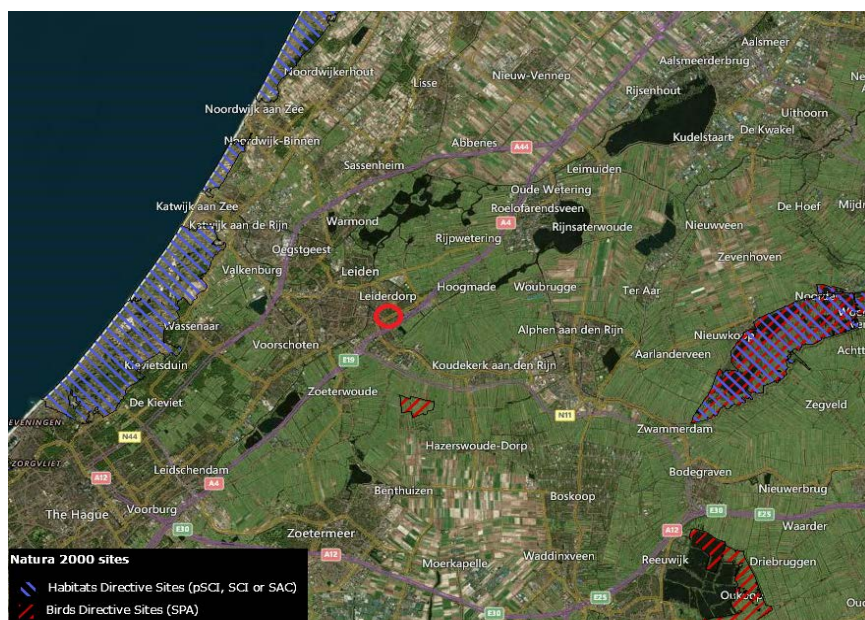 Aalsmeer
Aalsmeerderbrug
Noordwijkerhout
Nieuw-Vennep
Lisse
Rijsenhout
Noordwijk aan Zee
Uithoorn
De Kwakel
Kudelstaart
Noordwijk-Binnen
Abbenes
A44
Sassenheim
Leimuiden
Oude Wetering
De Hoef
Katwijk aan Zee
Roelofarendsveen
Warmond
A4
Katwijk aan de Rijn
Rijnsaterwoude
Nieuwveen
Rijpwetering
Oegstgeest
Zevenhoven
Valkenburg
Leiden
Hoogmade
Woubrugge
Ter Aar
Leiderdorp
Wassenaar
Alphen aan den Rijn
Nieuwkoop
Voorschoten
Aarlanderveen
E19
Kievietsduin
Koudekerk aan den Rijn
Zoeterwoude
Zegveld
De Kieviet
N11
EVENINGEN
Zwammerdam
N44
Hazerswoude-Dorp
ZORGVLIET
Leidschendam
Bodegraven
A12
A4
Benthuizen
Boskoop
Nieuwerbrug
The Hague
Voorburg
E30
E25
Waarder
E30
Zoetermeer
A12
A12
Waddinxveen
Reeuwijk
Driebruggen
Natura 2000 sites
Moerkapelle
Habitats Directive Sites (pSCI, SCI or SAC)
E25
Oukoop
Birds Directive Sites (SPA)
E30